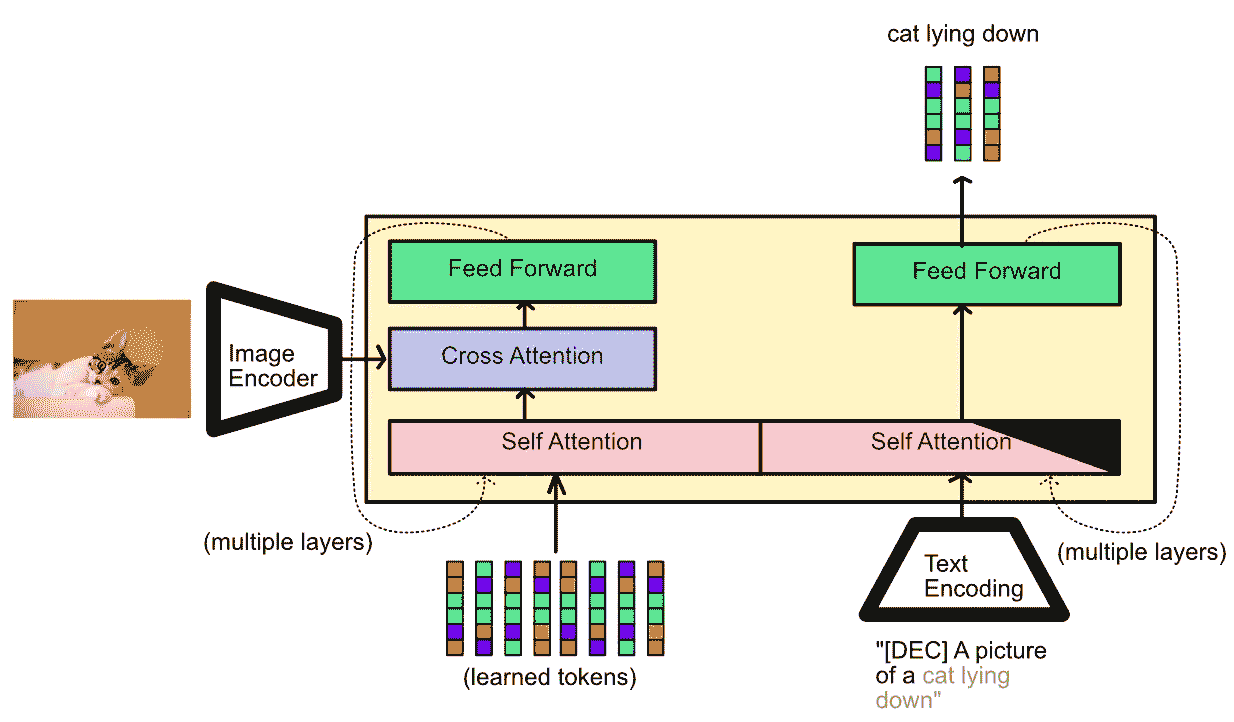 cat lying down
Feed Forward
Feed Forward
Image
Encoder
Cross Attention
Self Attention
Self Attention
(multiple layers)
(multiple layers)
Text
Encoding
(learned tokens)
"[DEC] A picture
of a cat lying
down"